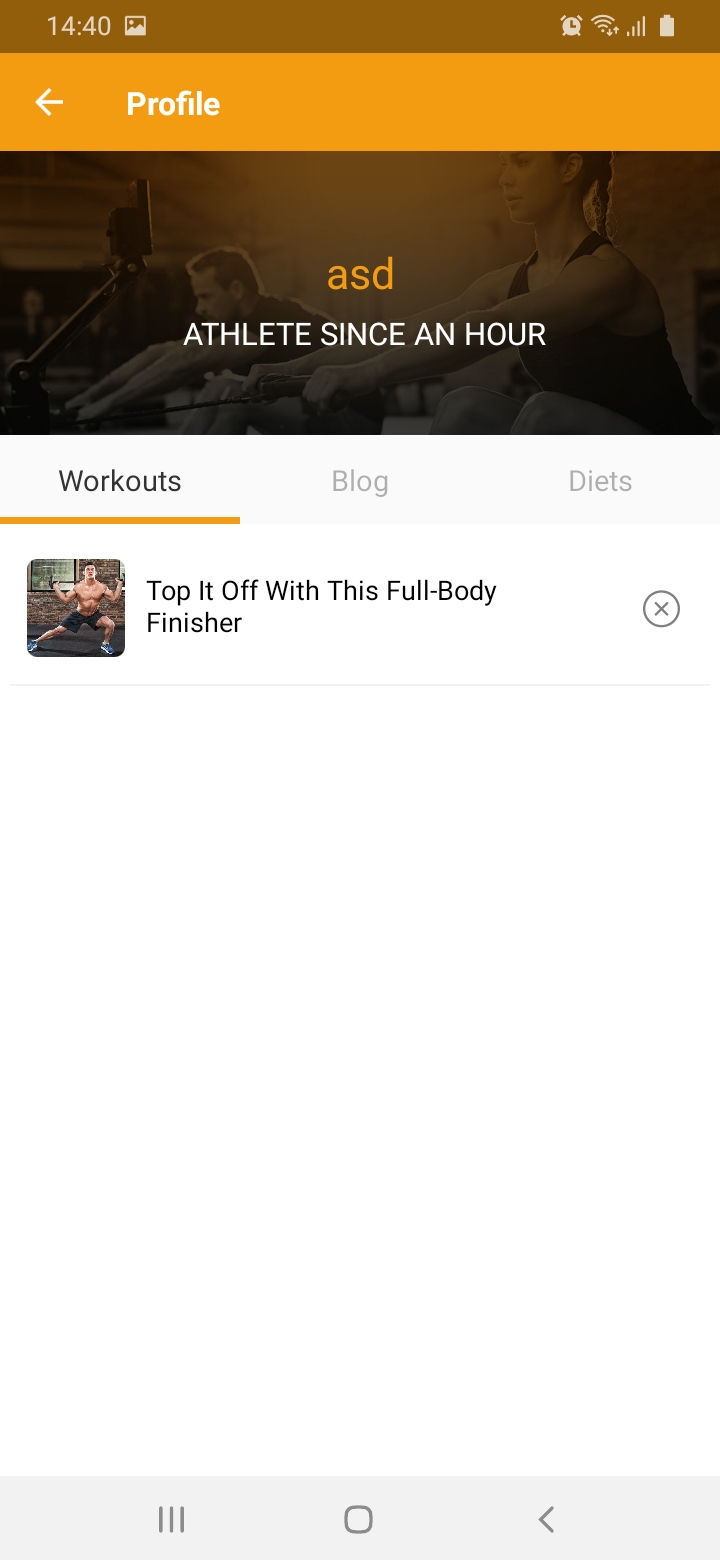 14:40
Profile
asd
ATHLETE SINCE AN HOUR
Workouts
Blog
Diets
Top It Off With This Full-Body
Finisher